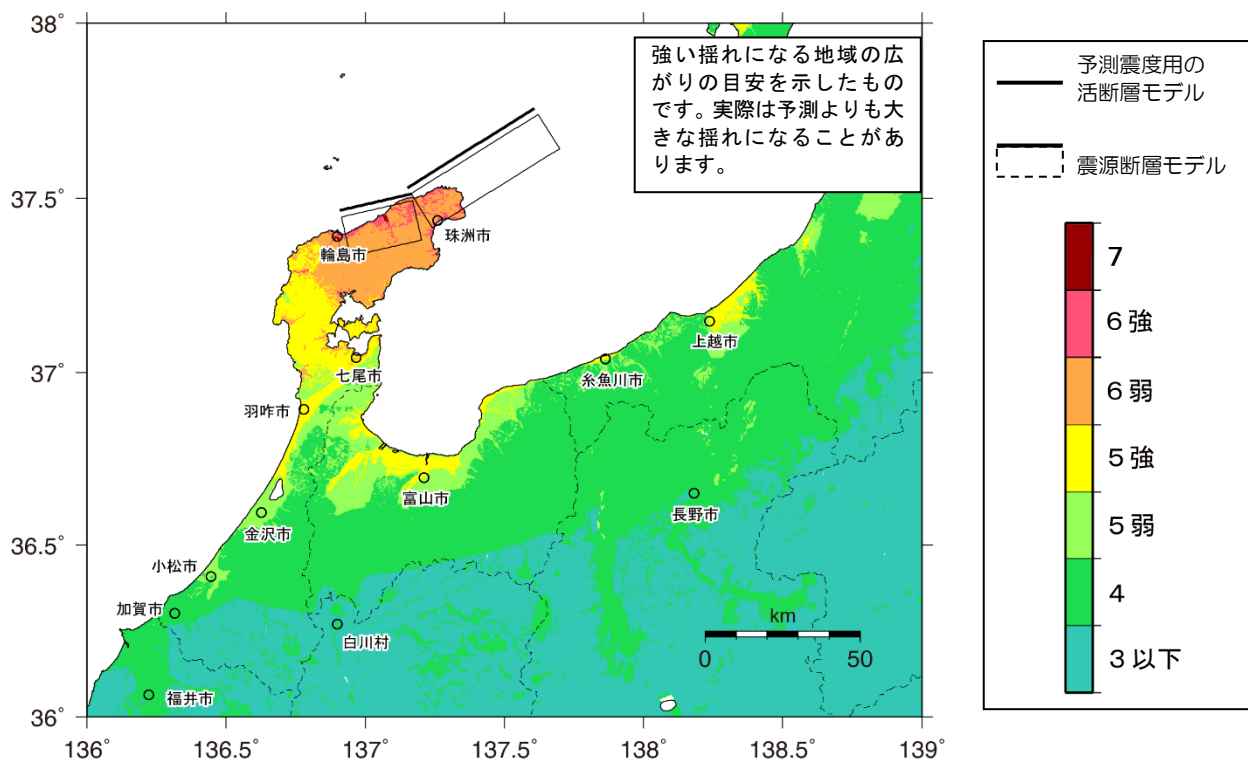 38°
37.5°
37°
36.5°
36°
136°
136.5°
137°
137.5°
138°
138.5°
139°
強い揺れになる地域の広
がりの目安を示したもの
です。実際は予測よりも大
きな揺れになることがあ
ります。
珠洲市
輪島市
七尾市
羽咋市
上越市
糸魚川市
富山市
長野市
金沢市
小松市
加賀市
白川村
福井市
km
0
50
予測震度用の
活断層モデル
震源断層モデル
7
6強
6弱
5強
5弱
4
3以下